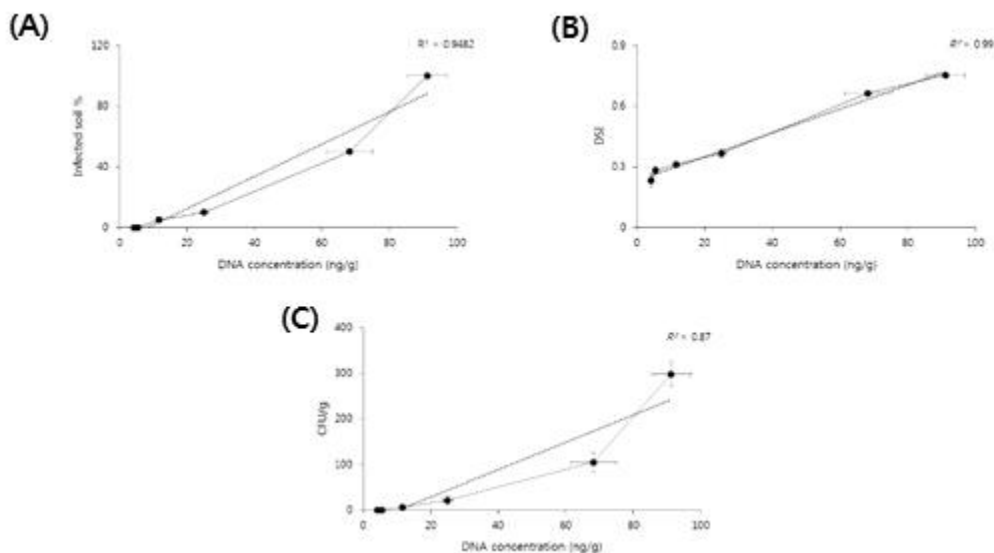 (A)
R² = 0.9482
120
80
40
0
Infected soil %
0 20 40 60 80 100
DNA concentration (ng/g)
(B)
R² = 0.99
0.9
0.6
0.3
0
DSI
0 20 40 60 80 100
DNA concentration (ng/g)
(C)
R² = 0.87
400
300
200
100
0
CFU/g
0 20 40 60 80 100
DNA concentration (ng/g)